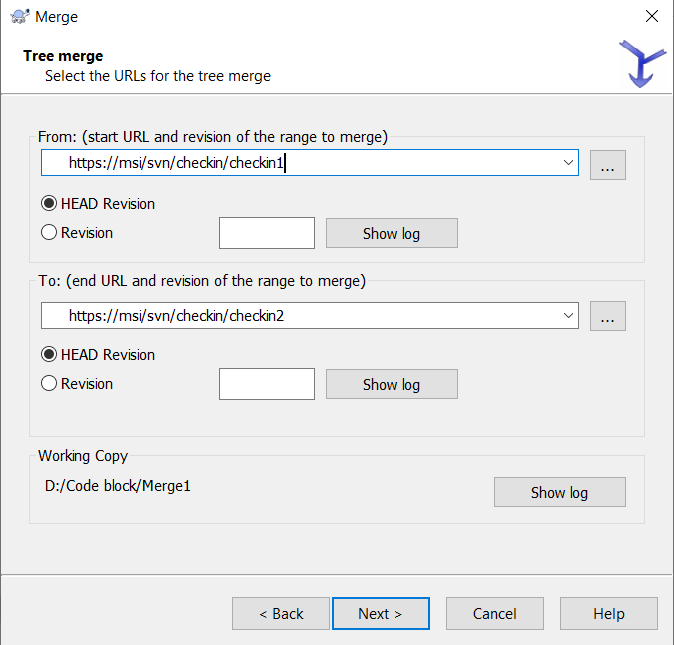 Merge
Tree merge
Select the URLs for the tree merge
From: (start URL and revision of the range to merge)
https://msi/svn/checkin/checkin1
...
HEAD Revision
Revision
Show log
To: (end URL and revision of the range to merge)
https://msi/svn/checkin/checkin2
...
HEAD Revision
Revision
Show log
Working Copy
D:/Code block/Merge1
Show log
< Back
Next >
Cancel
Help